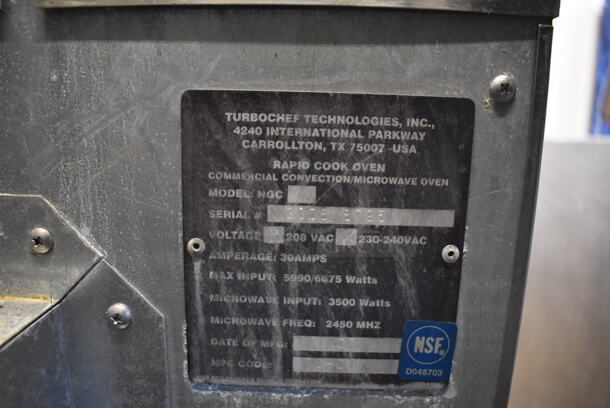 TURBOCHEF TECHNOLOGIES, INC.,
4240 INTERNATIONAL PARKWAY
CARROLLTON, TX 75007 -USA
RAPID COOK OVEN
COMMERCIAL CONVECTION/MICROWAVE OVEN
MODEL: NGC
SERIAL #
VOLTAGE 208 VAC 230-240VAC
AMPERAGE: 30AMPS
MAX INPUT: 5990/6675 Watts
MICROWAVE INPUT: 3500 Watts
MICROWAVE FREQ: 2450 MHZ
DATE OF MFG:
MFG CODE:
NSF®
D048703